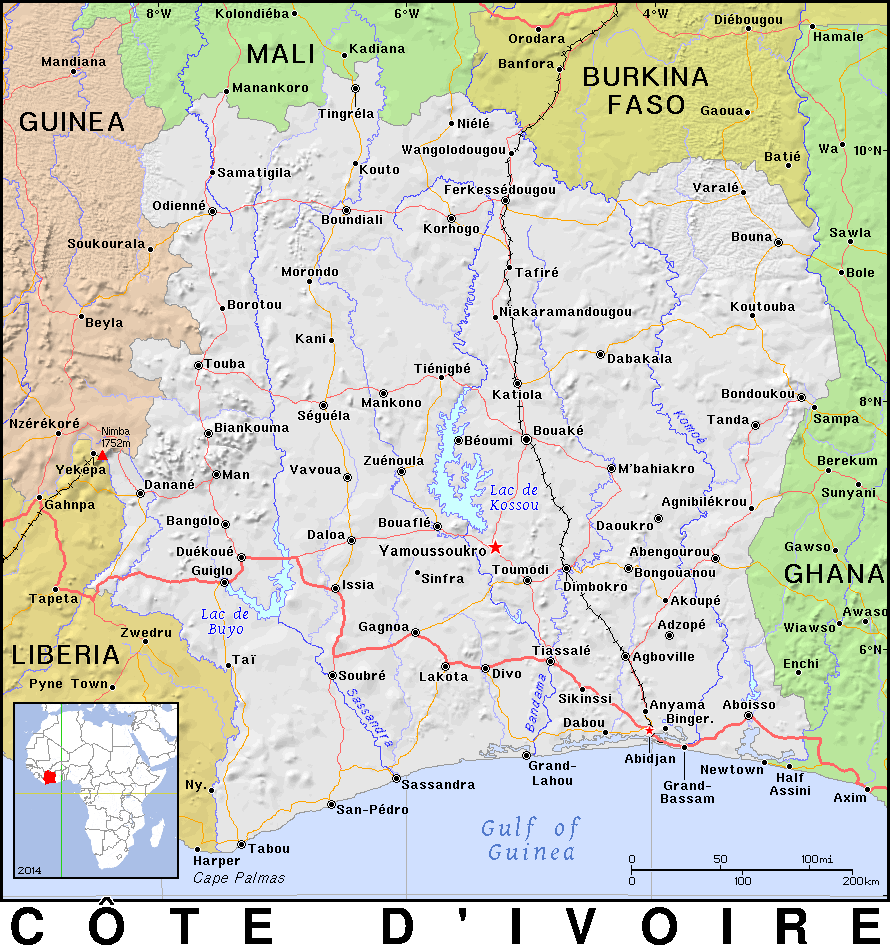 8°W
6°W
4°W
Kolondiéba
Diébougou
Hamale
Orodara
MALI
Kadiana
Mandiana
Banfora
BURKINA
FASO
Manankoro
GUINEA
Tingréla
Niélé
Gaoua
Wangolodougou
Wa
10°N
Batié
Samatigila
Kouto
Ferkessédougou
Varalé
Odienné
Boundiali
Korhogo
Sawla
Soukourala
Bouna
Morondo
Tafiré
Bole
Borotou
Niakaramandougou
Koutouba
Beyla
Kani
Dabakala
Touba
Tiénigbé
Katiola
Bondoukou
8°N
Mankono
Séguéla
Tanda
Sampa
Nzérékoré
Nimba
1752m
Biankouma
Béoumi
Bouaké
Komoé
Yekepa
Zuénoula
M'bahiakro
Berekum
Man
Vavoua
Danané
Lac de
Kossou
Sunyani
Gahnpa
Agnibilékrou
Bangolo
Bouaflé
Daoukro
Daloa
Yamoussoukro
Abengourou
Gawso
Duékoué
Guiglo
Toumodi
Bongouanou
GHANA
Sinfra
Dimbokro
Issia
Tapeta
Akoupé
Lac de
Buyo
Awaso
Zwedru
Gagnoa
Adzopé
Wiawso
LIBERIA
Taï
Tiassalé
Agboville
6°N
Enchi
Pyne Town
Soubré
Lakota
Divo
Sikinssi
Sassandra
Bandama
Anyama
Aboisso
Dabou
Binger.
Abidjan
Grand-
Lahou
Newtown
Half
Assini
Ny.
Sassandra
Grand-
Bassam
Axim
San-Pédro
Gulf of
Guinea
Tabou
Harper
Cape Palmas
0 50 100mi
0 100 200km
2014
CÔTE D'IVOIRE